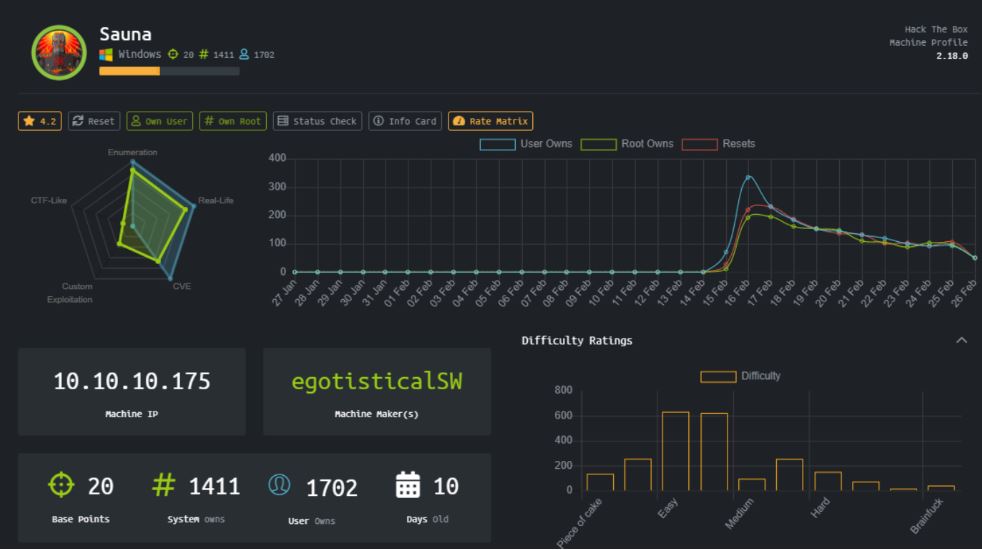 Sauna
Windows 20 # 1411 1702
Hack The Box
Machine Profile
2.18.0
4.2 Reset Own User # Own Root Status Check Info Card Rate Matrix
Enumeration
CTF-Like
Real-Life
Custom
Exploitation
CVE
User Owns Root Owns Resets
400
300
200
100
0
27 Jan 28 Jan 29 Jan 30 Jan 31 Jan 01 Feb 02 Feb 03 Feb 04 Feb 05 Feb 06 Feb 07 Feb 08 Feb 09 Feb 10 Feb 11 Feb 12 Feb 13 Feb 14 Feb 15 Feb 16 Feb 17 Feb 18 Feb 19 Feb 20 Feb 21 Feb 22 Feb 23 Feb 24 Feb 25 Feb 26 Feb
10.10.10.175
Machine IP
egotisticalSW
Machine Maker(s)
20
Base Points
# 1411
System owns
1702
User Owns
10
Days Old
Difficulty Ratings
Difficulty
800
600
400
200
0
Piece of cake Easy Medium Hard Brainfuck